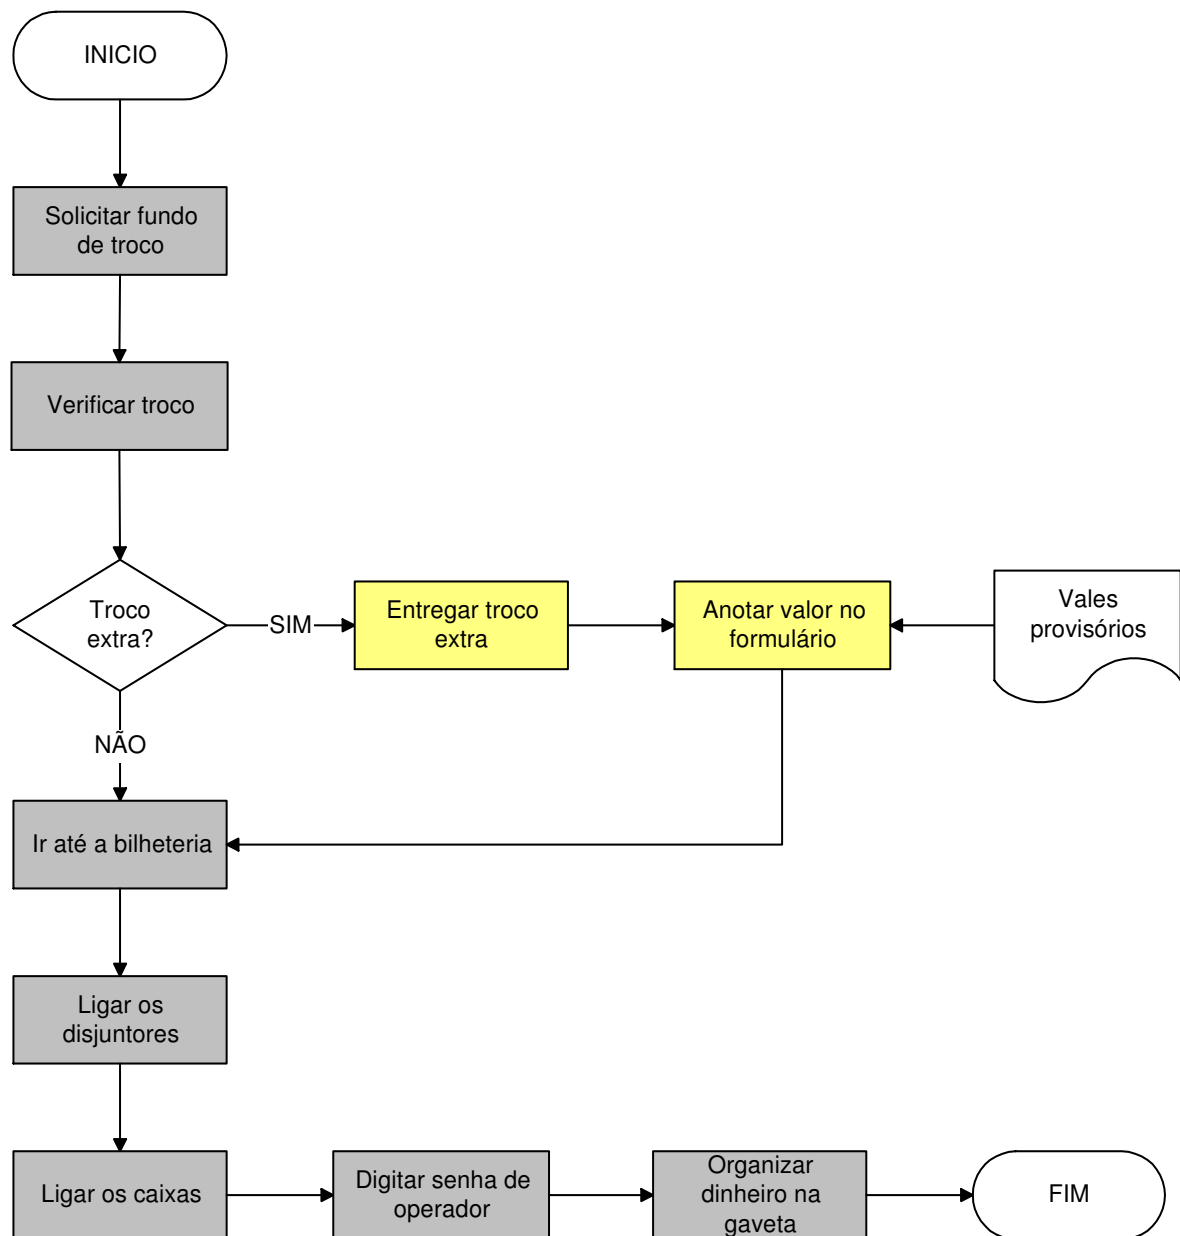 INICIO
Solicitar fundo
de troco
Verificar troco
Troco
extra?
SIM
Entregar troco
extra
Anotar valor no
formulário
Vales
provisórios
NÃO
Ir até a bilheteria
Ligar os
disjuntores
Ligar os caixas
Digitar senha de
operador
Organizar
dinheiro na
gaveta
FIM